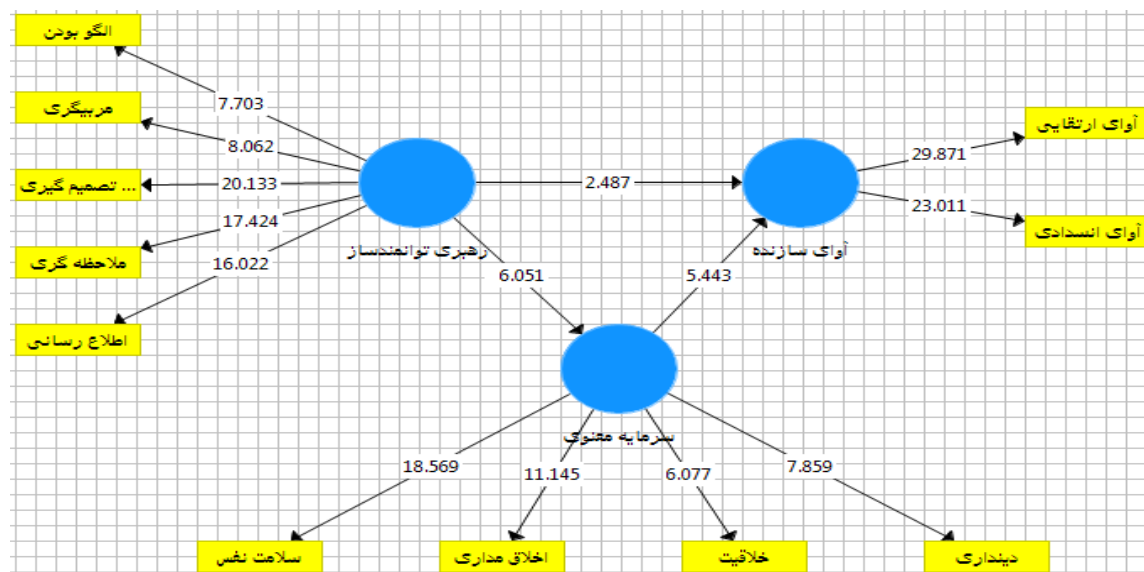 الگو بودن
7.703
مربیگری
8.062
... تصمیم گیری
20.133
ملاحظه گری
17.424
اطلاع رسانی
16.022
رهبری توانمندساز
2.487
آوای سازنده
29.871
آوای ارتقایی
23.011
آوای انسدادی
6.051
5.443
سرمایه معنوی
18.569
11.145
6.077
7.859
سلامت نفس
اخلاق مداری
خلاقیت
دینداری